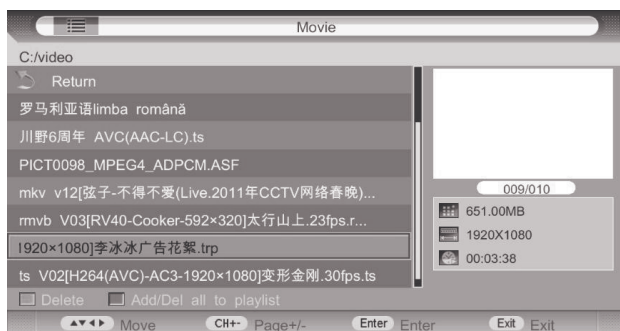 Movie
C:/video
Return
罗马利亚语limba română
川野6周年 AVC(AAC-LC).ts
PICT0098_MPEG4_ADPCM.ASF
mkv v12[弦子-不得不爱(Live.2011年CCTV网络春晚)...
rmvb V03[RV40-Cooker-592×320]太行山上.23fps.r...
1920×1080]李冰冰广告花絮.trp
ts V02[H264(AVC)-AC3-1920×1080]变形金刚.30fps.ts
009/010
651.00MB
1920X1080
00:03:38
Delete Add/Del all to playlist
Move CH+- Page+/- Enter Enter Exit Exit